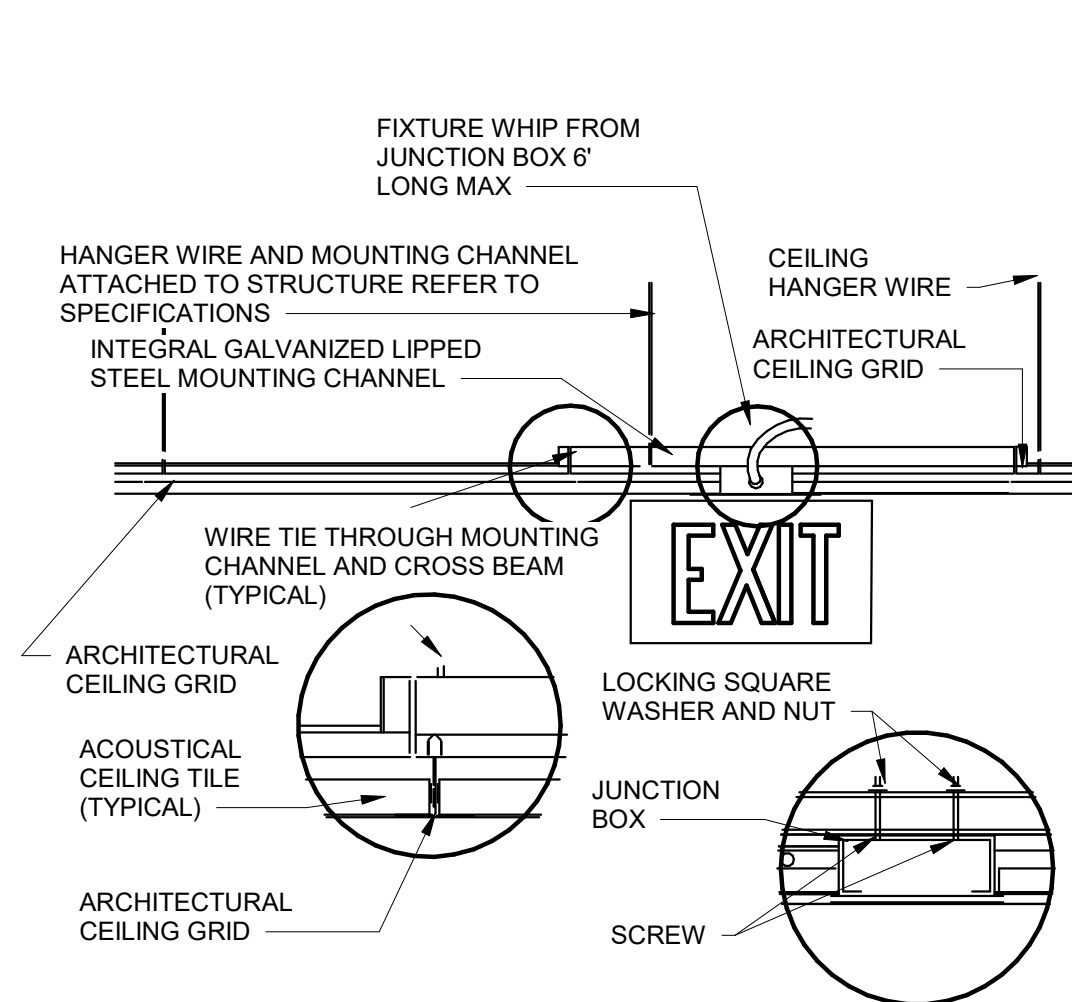 FIXTURE WHIP FROM
JUNCTION BOX 6'
LONG MAX
HANGER WIRE AND MOUNTING CHANNEL
ATTACHED TO STRUCTURE REFER TO
SPECIFICATIONS
CEILING
HANGER WIRE
INTEGRAL GALVANIZED LIPPED
STEEL MOUNTING CHANNEL
ARCHITECTURAL
CEILING GRID
WIRE TIE THROUGH MOUNTING
CHANNEL AND CROSS BEAM
(TYPICAL)
EXIT
ARCHITECTURAL
CEILING GRID
LOCKING SQUARE
WASHER AND NUT
ACOUSTICAL
CEILING TILE
(TYPICAL)
JUNCTION
BOX
ARCHITECTURAL
CEILING GRID
SCREW